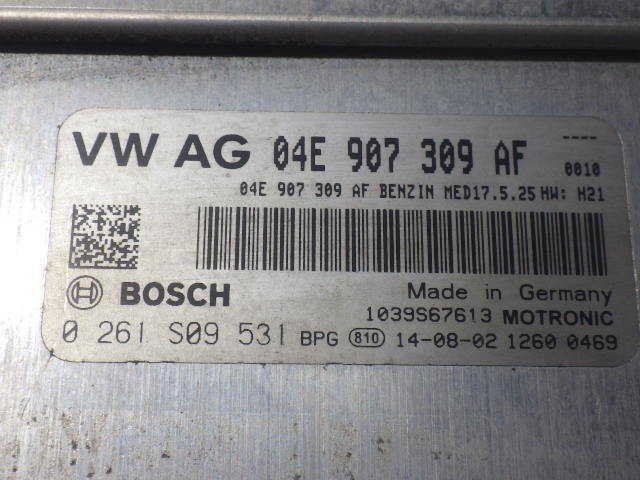 ----
VW AG 04E 907 309 AF 0010
04E 907 309 AF BENZIN MED17.5.25 HW: H21
BOSCH
Made in Germany
1039S67613 MOTRONIC
0 261 S09 531 BPG 810 14-08-02 1260 0469